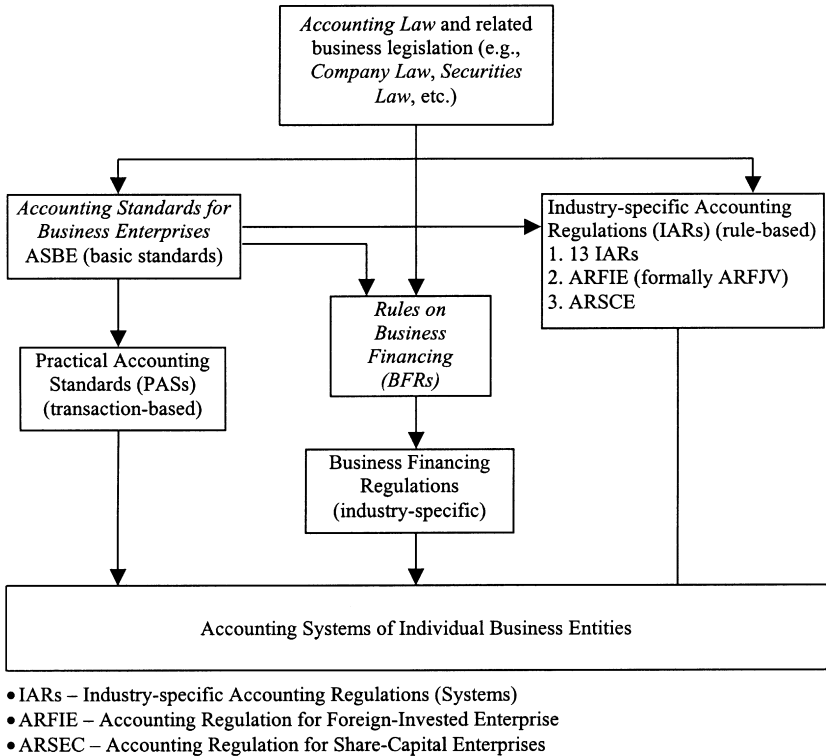 Accounting Law and related
business legislation (e.g.,
Company Law, Securities
Law, etc.)
Accounting Standards for
Business Enterprises
ASBE (basic standards)
Industry-specific Accounting
Regulations (IARs) (rule-based)
1. 13 IARs
2. ARFIE (formally ARFJV)
3. ARSCE
Rules on
Business
Financing
(BFRs)
Practical Accounting
Standards (PASs)
(transaction-based)
Business Financing
Regulations
(industry-specific)
Accounting Systems of Individual Business Entities
• IARs – Industry-specific Accounting Regulations (Systems)
• ARFIE – Accounting Regulation for Foreign-Invested Enterprise
• ARSEC – Accounting Regulation for Share-Capital Enterprises